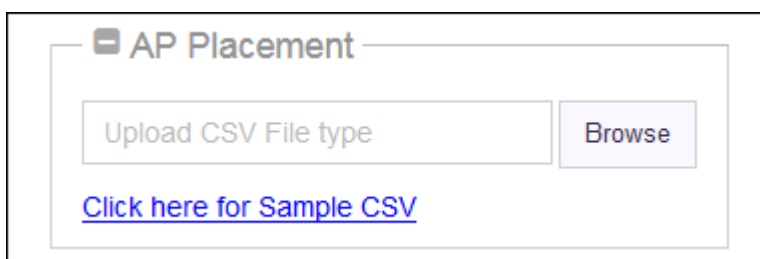 AP Placement
Upload CSV File type Browse
Click here for Sample CSV